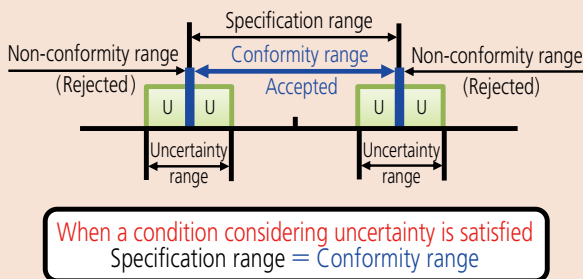 Specification range
Non-conformity range
(Rejected)
Conformity range
Accepted
Non-conformity range
(Rejected)
U U
U U
Uncertainty
range
Uncertainty
range
When a condition considering uncertainty is satisfied
Specification range = Conformity range